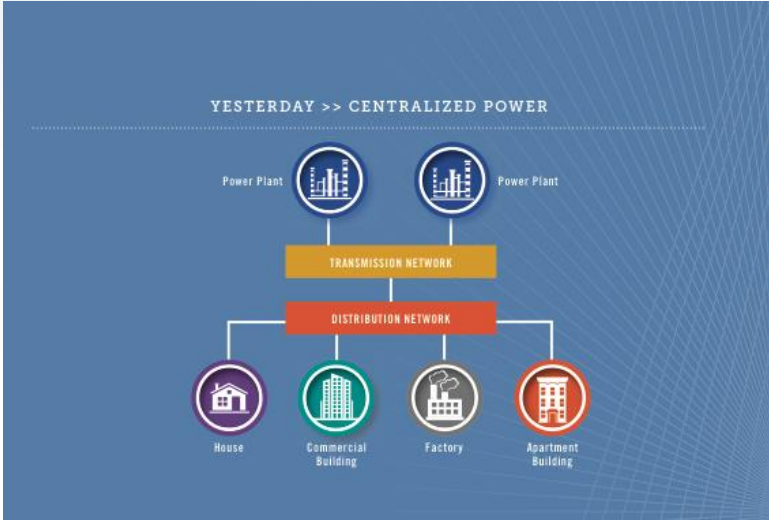 YESTERDAY >> CENTRALIZED POWER
Power Plant
Power Plant
TRANSMISSION NETWORK
DISTRIBUTION NETWORK
House
Commercial
Building
Factory
Apartment
Building